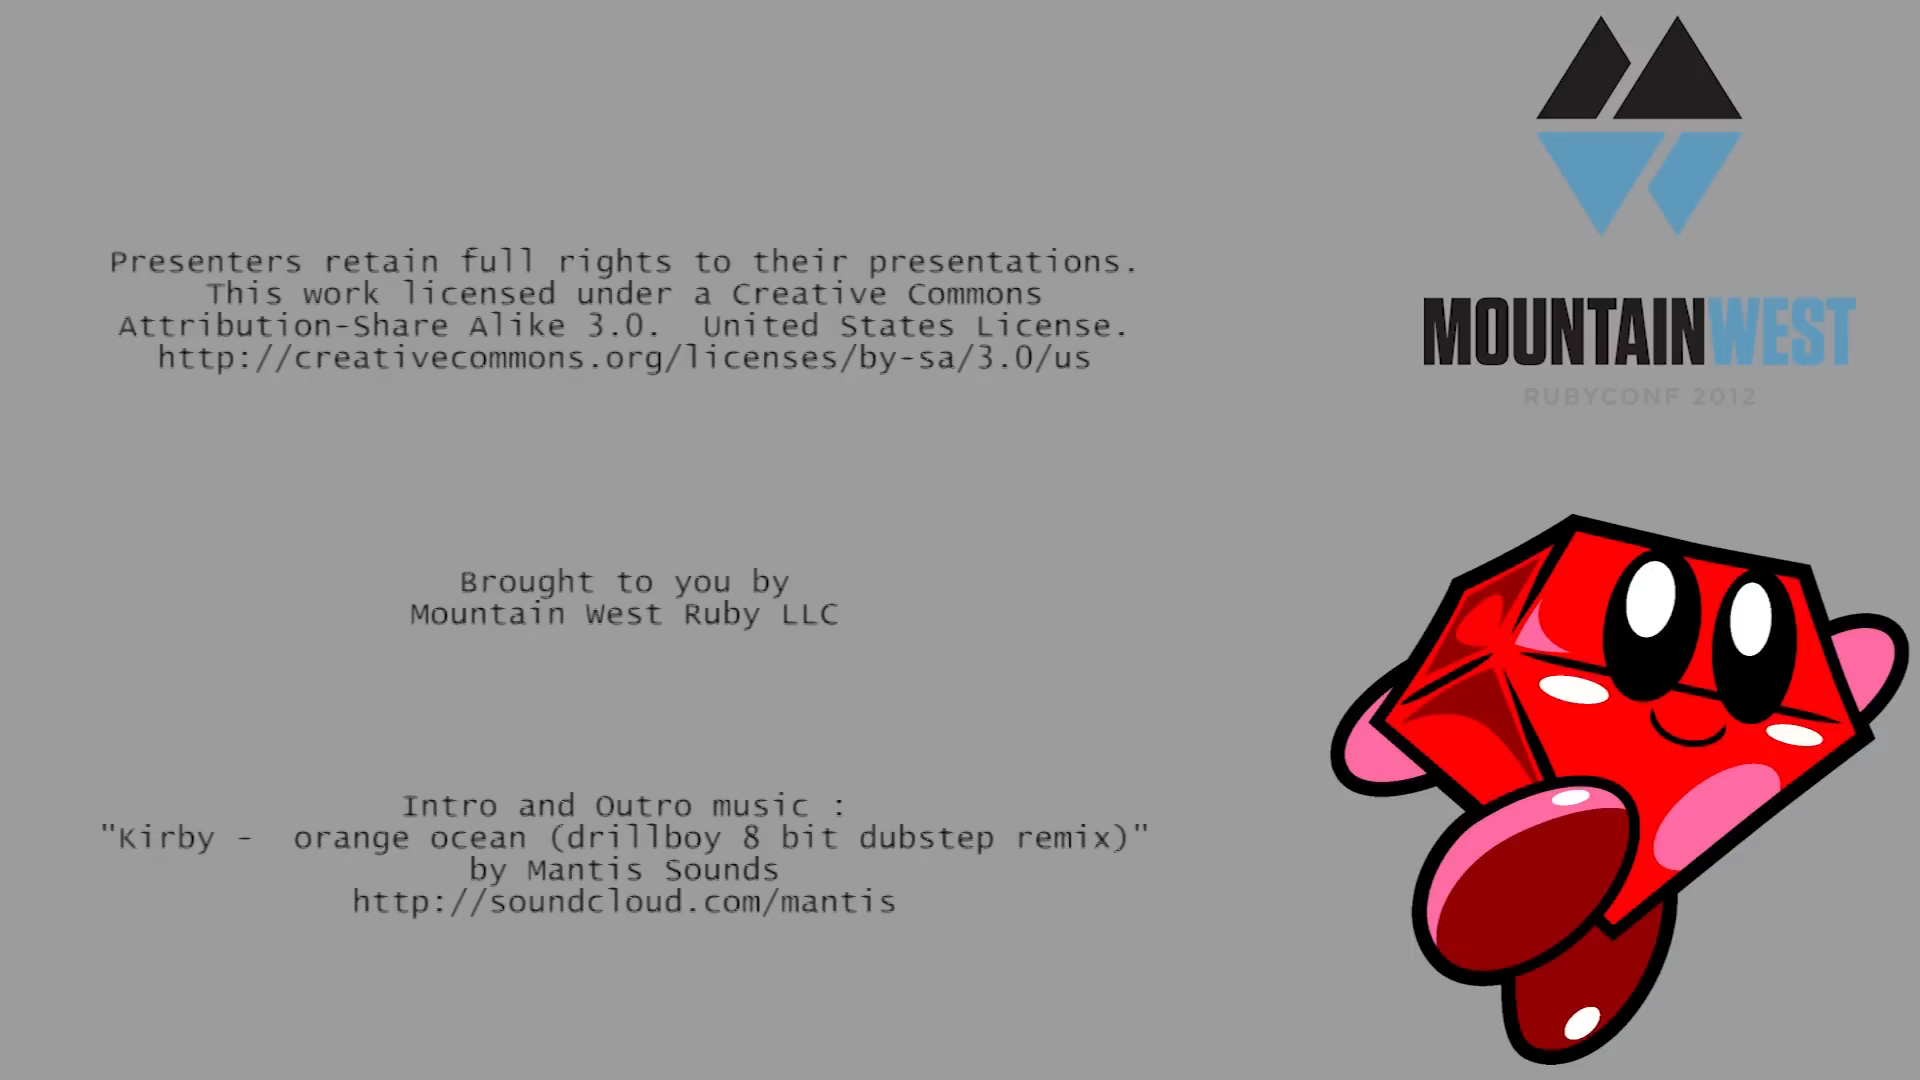 Presenters retain full rights to their presentations.
This work licensed under a Creative Commons
Attribution-Share Alike 3.0.  United States License.
http://creativecommons.org/licenses/by-sa/3.0/us
Brought to you by
Mountain West Ruby LLC
Intro and Outro music :
"Kirby -  orange ocean (drillboy 8 bit dubstep remix)"
by Mantis Sounds
http://soundcloud.com/mantis
MOUNTAINWEST
RUBYCONF 2012